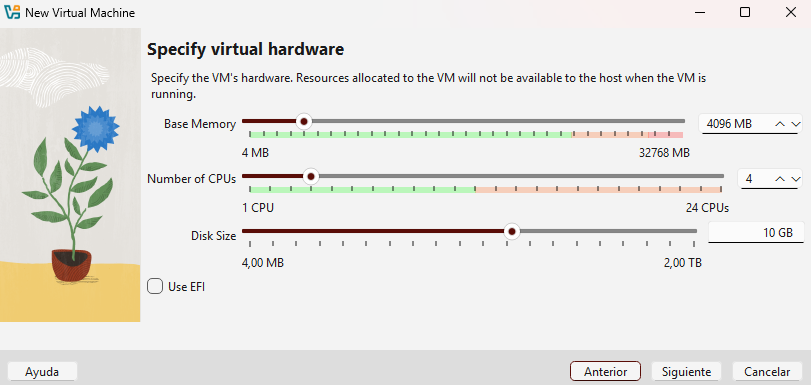 New Virtual Machine
Specify virtual hardware
Specify the VM's hardware. Resources allocated to the VM will not be available to the host when the VM is
running.
Base Memory 4096 MB
4 MB 32768 MB
Number of CPUs 4
1 CPU 24 CPUs
Disk Size 10 GB
4,00 MB 2,00 TB
Use EFI
Ayuda Anterior Siguiente Cancelar